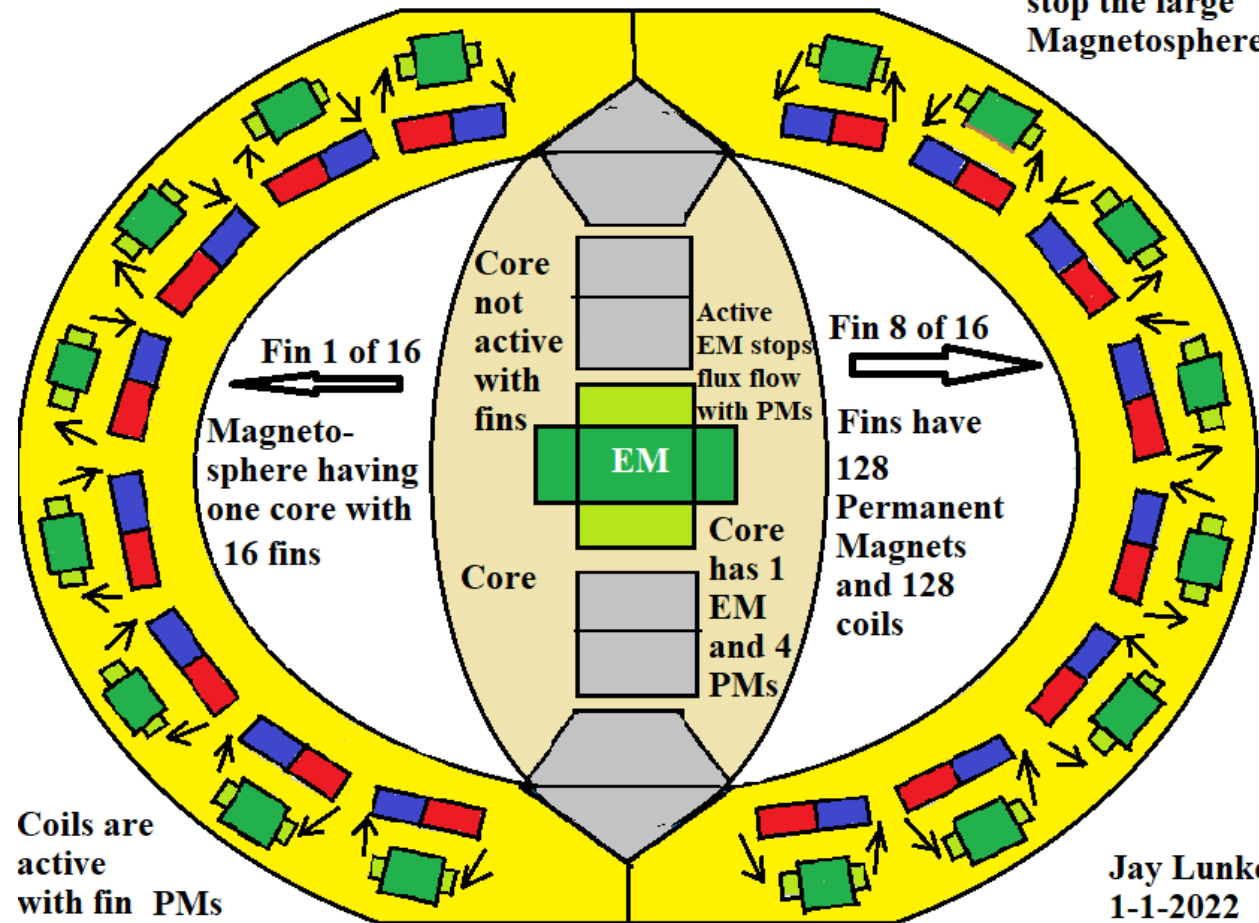 stop the large
Magnetosphere
Core
not
active
with
fins
Active
EM stops
flux flow
with PMs
Fin 1 of 16
Magneto-
sphere having
one core with
16 fins
Fin 8 of 16
Fins have
128
Permanent
Magnets
and 128
coils
EM
Core
Core
has 1
EM
and 4
PMs
Coils are
active
with fin PMs
Jay
1-1-2022